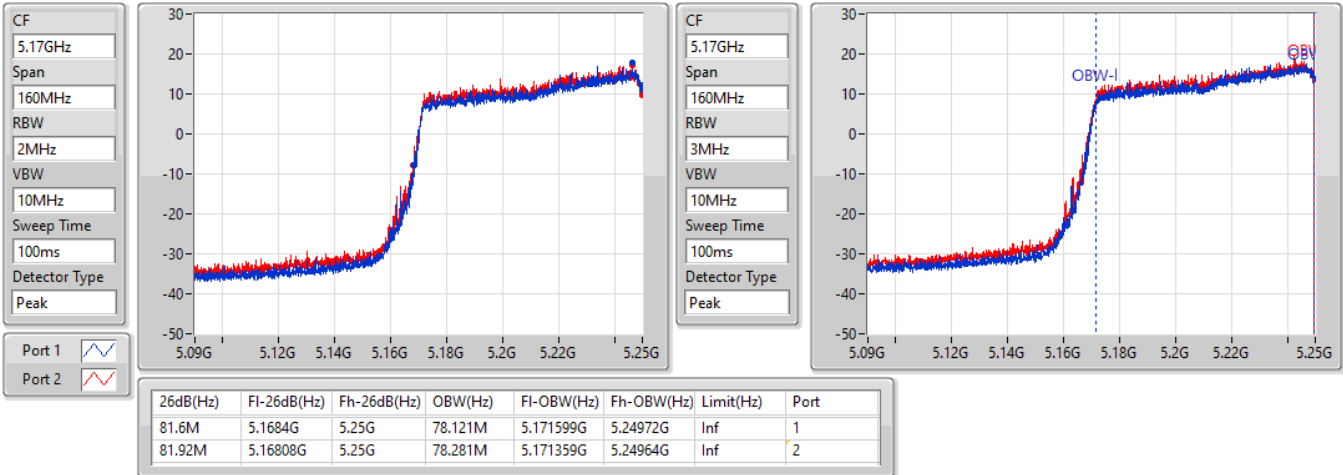 CF
5.17GHz
Span
160MHz
RBW
2MHz
VBW
10MHz
Sweep Time
100ms
Detector Type
Peak
Port 1
Port 2
30
20
10
0
-10
-20
-30
-40
-50
5.09G 5.12G 5.14G 5.16G 5.18G 5.2G 5.22G 5.25G
CF
5.17GHz
Span
160MHz
RBW
3MHz
VBW
10MHz
Sweep Time
100ms
Detector Type
Peak
30
20
10
0
-10
-20
-30
-40
-50
OBW-l
5.09G 5.12G 5.14G 5.16G 5.18G 5.2G 5.22G 5.25G
26dB(Hz) Fl-26dB(Hz) Fh-26dB(Hz) OBW(Hz) Fl-OBW(Hz) Fh-OBW(Hz) Limit(Hz) Port
81.6M 5.1684G 5.25G 78.121M 5.171599G 5.24972G Inf 1
81.92M 5.16808G 5.25G 78.281M 5.171359G 5.24964G Inf 2